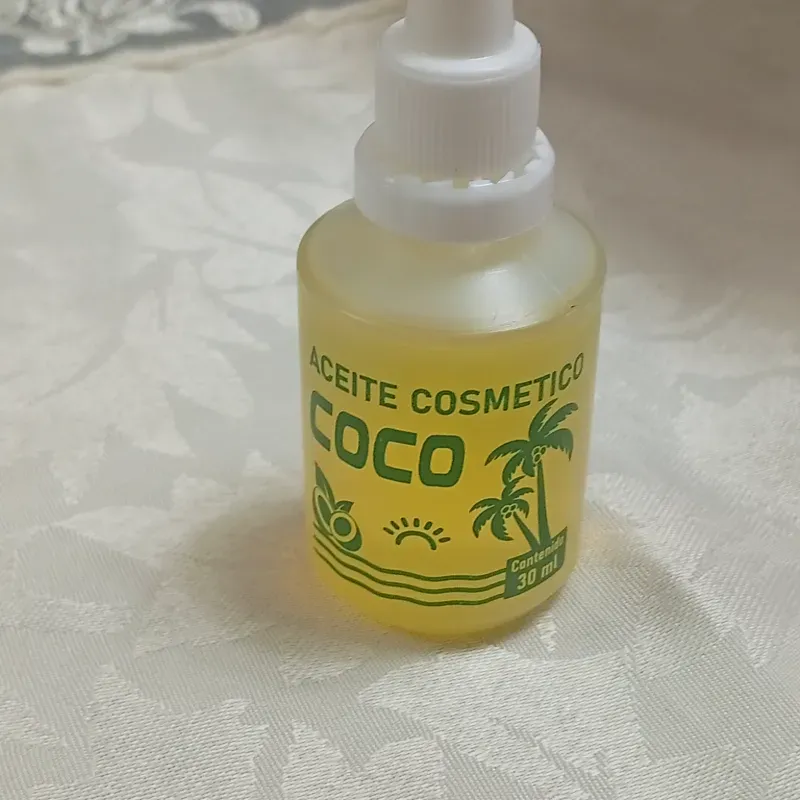 ACEITE COSMETICO
COCO
Contenido
30 ml